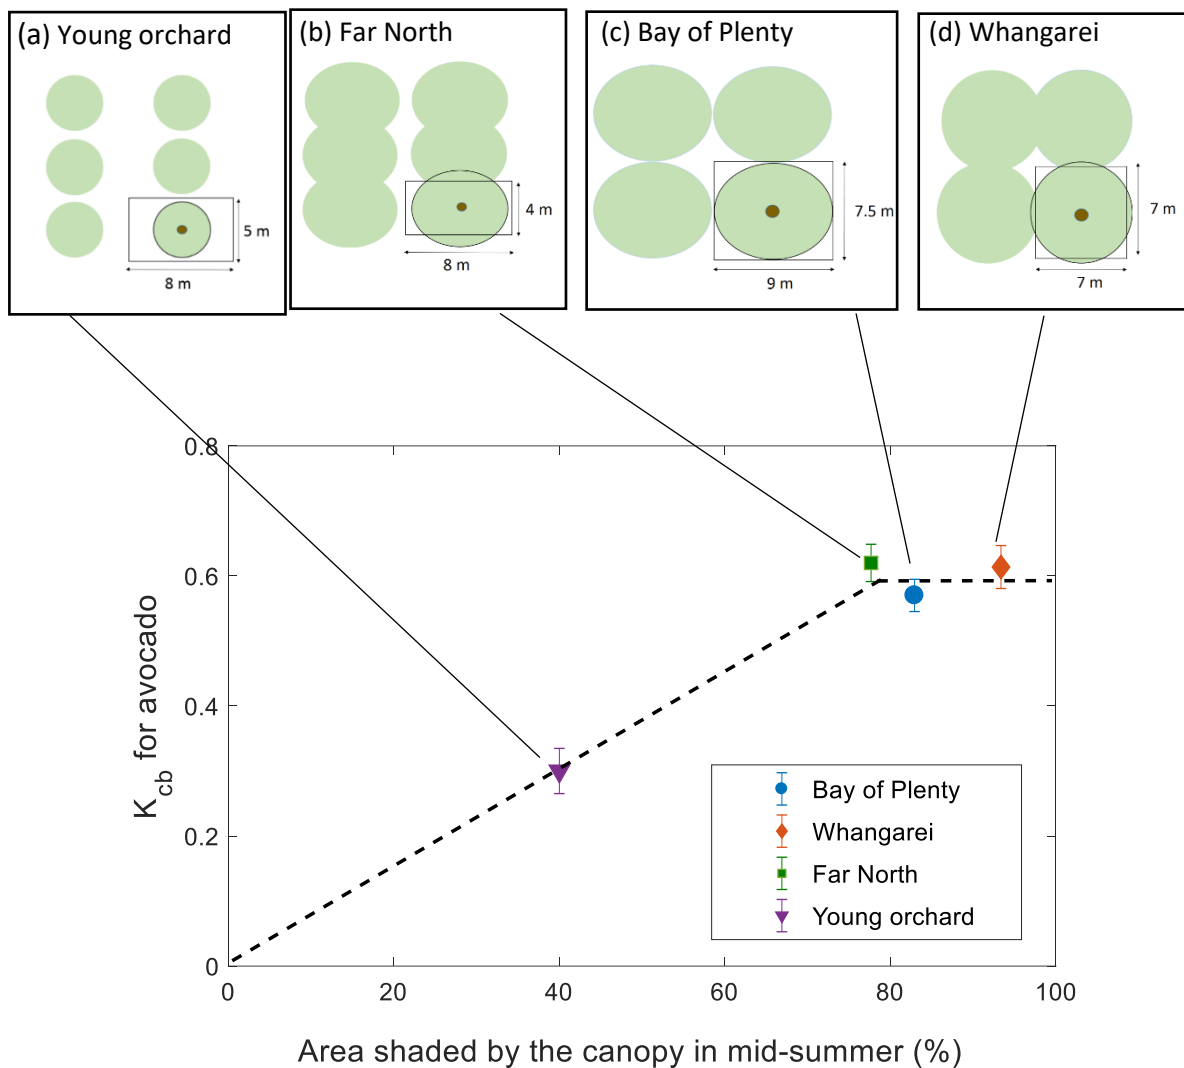 (a) Young orchard
(b) Far North
(c) Bay of Plenty
(d) Whangarei
5 m
8 m
4 m
8 m
7.5 m
9 m
7 m
7 m
0.8
0.6
0.4
0.2
0
K_cb for avocado
Bay of Plenty
Whangarei
Far North
Young orchard
0 20 40 60 80 100
Area shaded by the canopy in mid-summer (%)